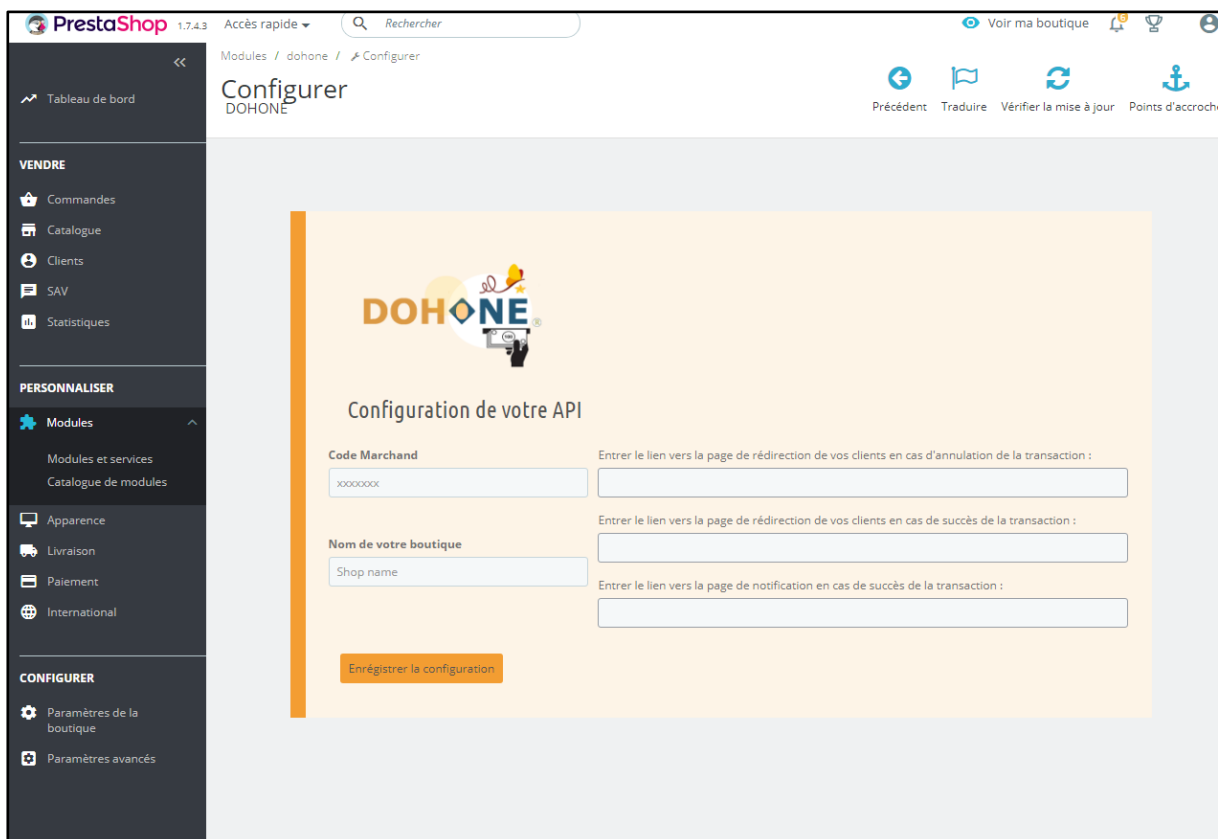 PrestaShop 1.7.4.3 Accès rapide Rechercher Voir ma boutique 6
Modules / dohone / Configurer
Configurer
DOHONE
Précédent Traduire Vérifier la mise à jour Points d'accroche
Tableau de bord
VENDRE
Commandes
Catalogue
Clients
SAV
Statistiques
PERSONNALISER
Modules
Modules et services
Catalogue de modules
Apparence
Livraison
Paiement
International
CONFIGURER
Paramètres de la
boutique
Paramètres avancés
DOHONE ®
Configuration de votre API
Code Marchand
xxxxxxx
Nom de votre boutique
Shop name
Entrer le lien vers la page de rédirection de vos clients en cas d'annulation de la transaction :
Entrer le lien vers la page de rédirection de vos clients en cas de succès de la transaction :
Entrer le lien vers la page de notification en cas de succès de la transaction :
Enrégistrer la configuration